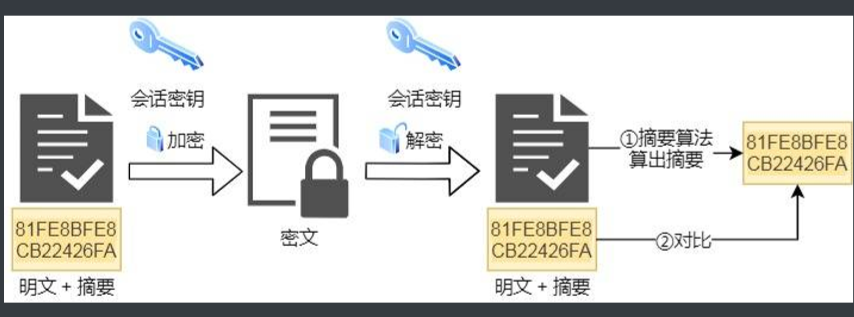 会话密钥
会话密钥
加密
解密
①摘要算法
算出摘要
81FE8BFE8
CB22426FA
81FE8BFE8
CB22426FA
密文
81FE8BFE8
CB22426FA
②对比
明文 + 摘要
明文 + 摘要